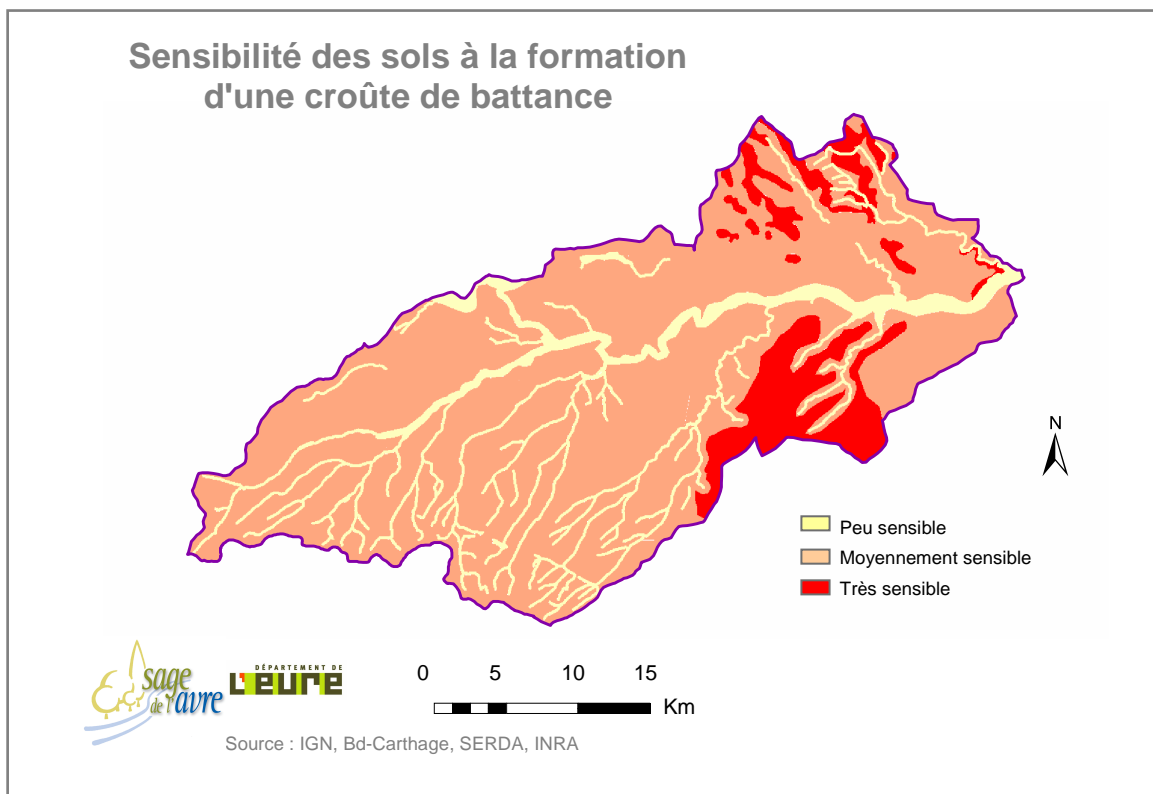 Sensibilité des sols à la formation
d'une croûte de battance
N
Peu sensible
Moyennement sensible
Très sensible
sage
de l'avre
DÉPARTEMENT DE
L'EURE
0 5 10 15
Km
Source : IGN, Bd-Carthage, SERDA, INRA